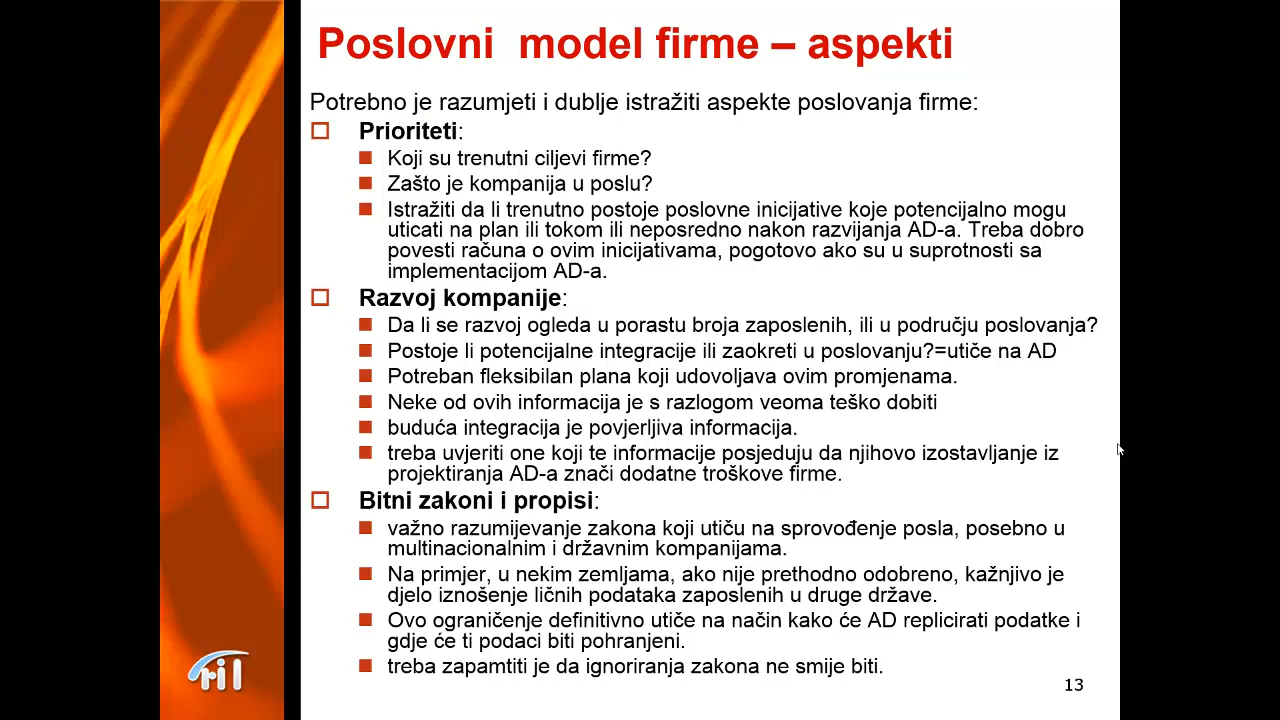 Poslovni model firme – aspekti
Potrebno je razumjeti i dublje istražiti aspekte poslovanja firme:
Prioriteti:
Koji su trenutni ciljevi firme?
Zašto je kompanija u poslu?
Istražiti da li trenutno postoje poslovne inicijative koje potencijalno mogu
uticati na plan ili tokom ili neposredno nakon razvijanja AD-a. Treba dobro
povesti računa o ovim inicijativama, pogotovo ako su u suprotnosti sa
implementacijom AD-a.
Razvoj kompanije:
Da li se razvoj ogleda u porastu broja zaposlenih, ili u području poslovanja?
Postoje li potencijalne integracije ili zaokreti u poslovanju?=utiče na AD
Potreban fleksibilan plana koji udovoljava ovim promjenama.
Neke od ovih informacija je s razlogom veoma teško dobiti
buduća integracija je povjerljiva informacija.
treba uvjeriti one koji te informacije posjeduju da njihovo izostavljanje iz
projektiranja AD-a znači dodatne troškove firme.
Bitni zakoni i propisi:
važno razumijevanje zakona koji utiču na sprovođenje posla, posebno u
multinacionalnim i državnim kompanijama.
Na primjer, u nekim zemljama, ako nije prethodno odobreno, kažnjivo je
djelo iznošenje ličnih podataka zaposlenih u druge države.
Ovo ograničenje definitivno utiče na način kako će AD replicirati podatke i
gdje će ti podaci biti pohranjeni.
treba zapamtiti je da ignoriranja zakona ne smije biti.
13
ril